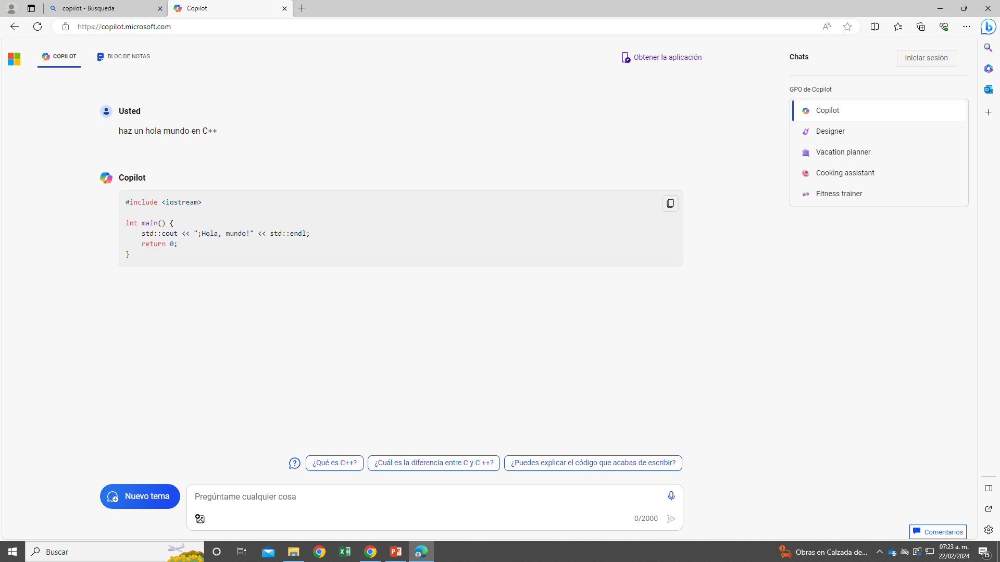 copilot - Búsqueda
Copilot
https://copilot.microsoft.com
COPILOT
BLOC DE NOTAS
Obtener la aplicación
Chats
Iniciar sesión
GPO de Copilot
Copilot
Designer
Vacation planner
Cooking assistant
Fitness trainer
Usted
haz un hola mundo en C++
Copilot
#include <iostream>
int main() {
    std::cout << "¡Hola, mundo!" << std::endl;
    return 0;
}
¿Qué es C++?
¿Cuál es la diferencia entre C y C ++?
¿Puedes explicar el código que acabas de escribir?
Nuevo tema
Pregúntame cualquier cosa
0/2000
Comentarios
Buscar
Obras en Calzada de...
07:23 a. m.
22/02/2024
15